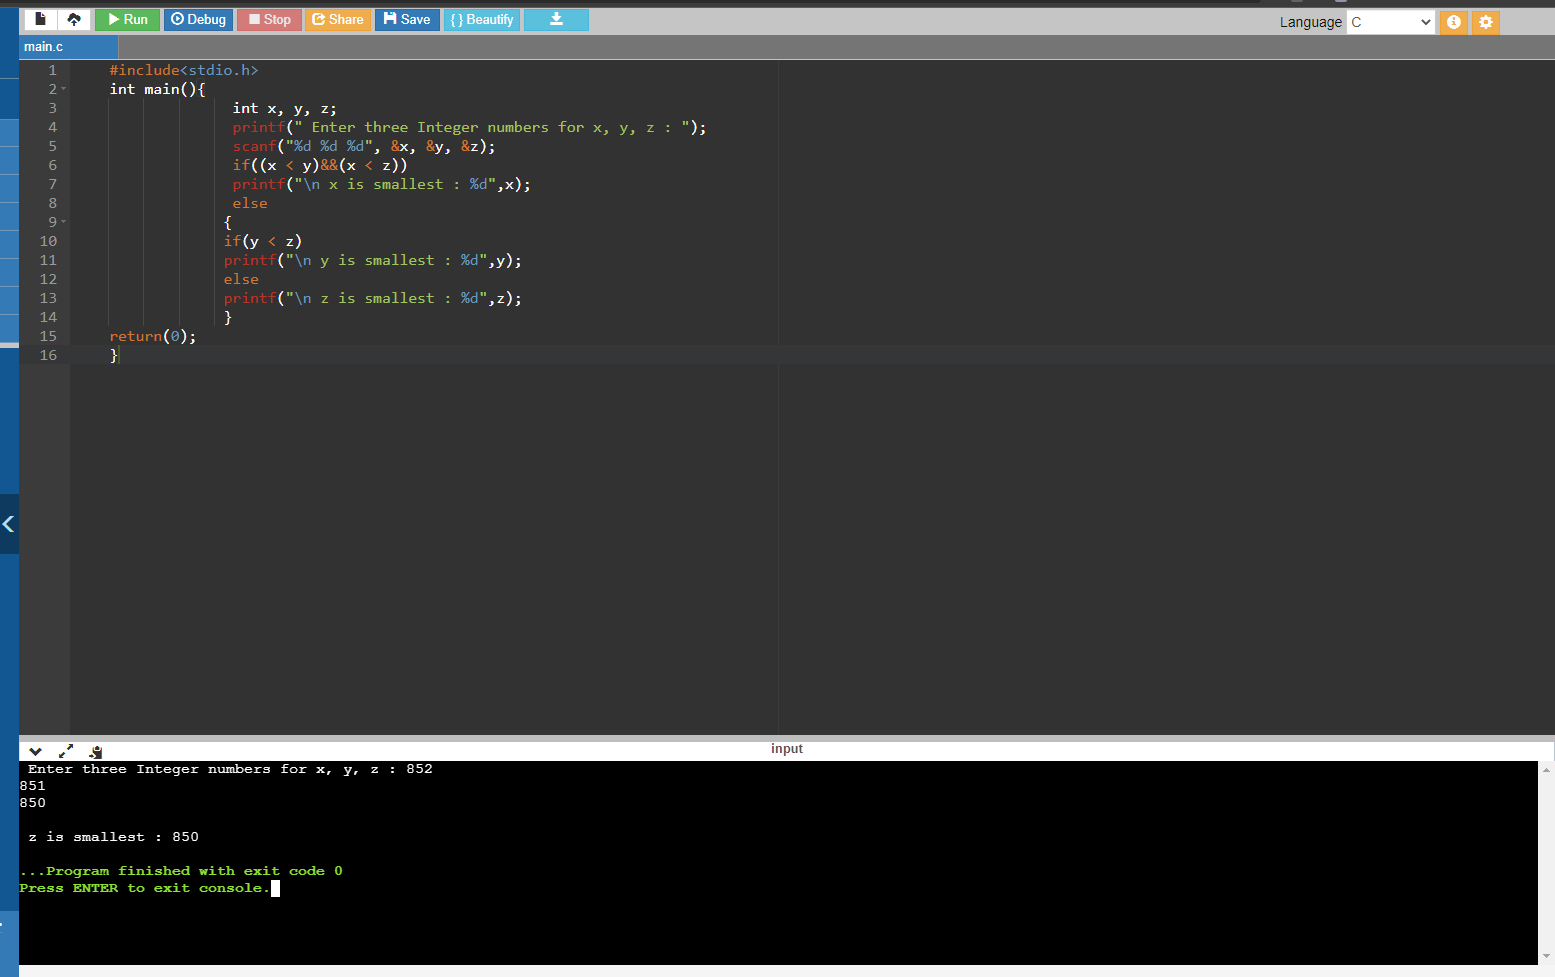 Run Debug Stop Share Save { } Beautify Language C
main.c
1 #include<stdio.h>
2 int main(){
3 int x, y, z;
4 printf(" Enter three Integer numbers for x, y, z : ");
5 scanf("%d %d %d", &x, &y, &z);
6 if((x < y)&&(x < z))
7 printf("\n x is smallest : %d",x);
8 else
9 {
10 if(y < z)
11 printf("\n y is smallest : %d",y);
12 else
13 printf("\n z is smallest : %d",z);
14 }
15 return(0);
16 }
input
Enter three Integer numbers for x, y, z : 852
851
850
z is smallest : 850
...Program finished with exit code 0
Press ENTER to exit console.